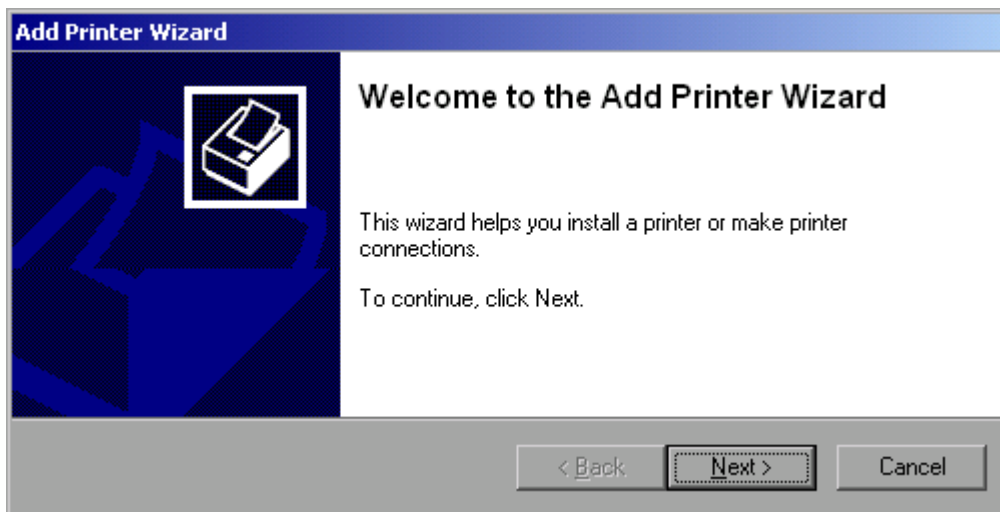 Add Printer Wizard
Welcome to the Add Printer Wizard
This wizard helps you install a printer or make printer
connections.
To continue, click Next.
< Back
Next >
Cancel